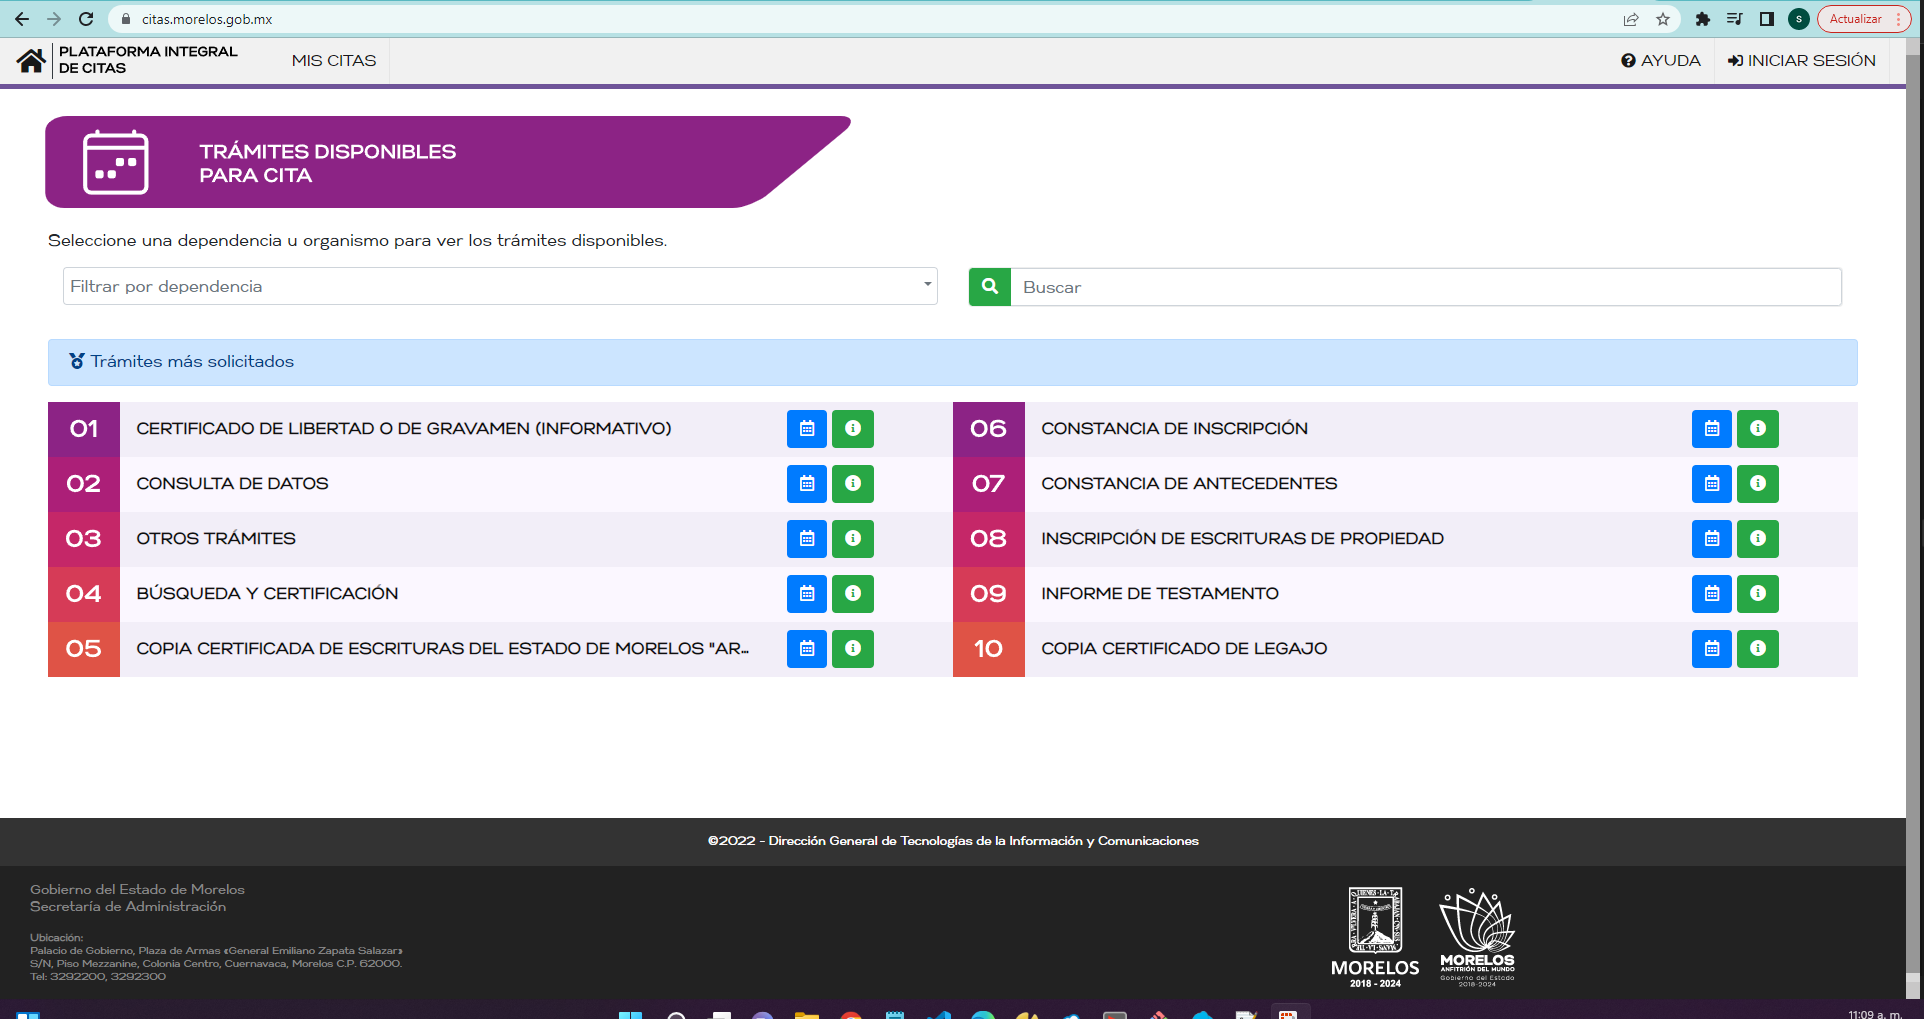 citas.morelos.gob.mx
S
Actualizar
PLATAFORMA INTEGRAL
DE CITAS
MIS CITAS
AYUDA
INICIAR SESIÓN
TRÁMITES DISPONIBLES
PARA CITA
Seleccione una dependencia u organismo para ver los trámites disponibles.
Filtrar por dependencia
Buscar
Trámites más solicitados
01 CERTIFICADO DE LIBERTAD O DE GRAVAMEN (INFORMATIVO)
02 CONSULTA DE DATOS
03 OTROS TRÁMITES
04 BÚSQUEDA Y CERTIFICACIÓN
05 COPIA CERTIFICADA DE ESCRITURAS DEL ESTADO DE MORELOS "AR...
06 CONSTANCIA DE INSCRIPCIÓN
07 CONSTANCIA DE ANTECEDENTES
08 INSCRIPCIÓN DE ESCRITURAS DE PROPIEDAD
09 INFORME DE TESTAMENTO
10 COPIA CERTIFICADO DE LEGAJO
©2022 - Dirección General de Tecnologías de la Información y Comunicaciones
Gobierno del Estado de Morelos
Secretaría de Administración
Ubicación:
Palacio de Gobierno, Plaza de Armas «General Emiliano Zapata Salazar»
S/N, Piso Mezzanine, Colonia Centro, Cuernavaca, Morelos C.P. 62000.
Tel: 3292200, 3292300
MORELOS
2018 - 2024
MORELOS
ANFITRIÓN DEL MUNDO
Gobierno del Estado
2018-2024
11:09 a. m.